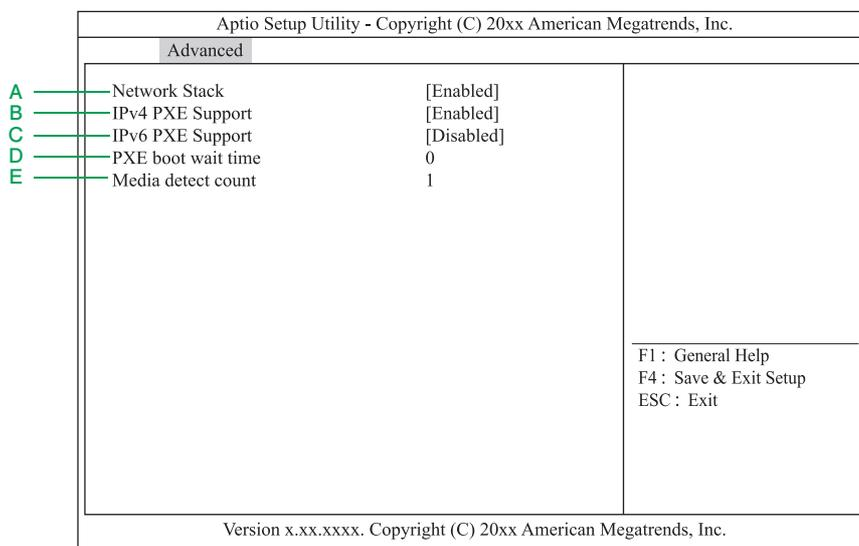 Aptio Setup Utility - Copyright (C) 20xx American Megatrends, Inc.
Advanced
A Network Stack [Enabled]
B IPv4 PXE Support [Enabled]
C IPv6 PXE Support [Disabled]
D PXE boot wait time 0
E Media detect count 1
F1 : General Help
F4 : Save & Exit Setup
ESC : Exit
Version x.xx.xxxx. Copyright (C) 20xx American Megatrends, Inc.